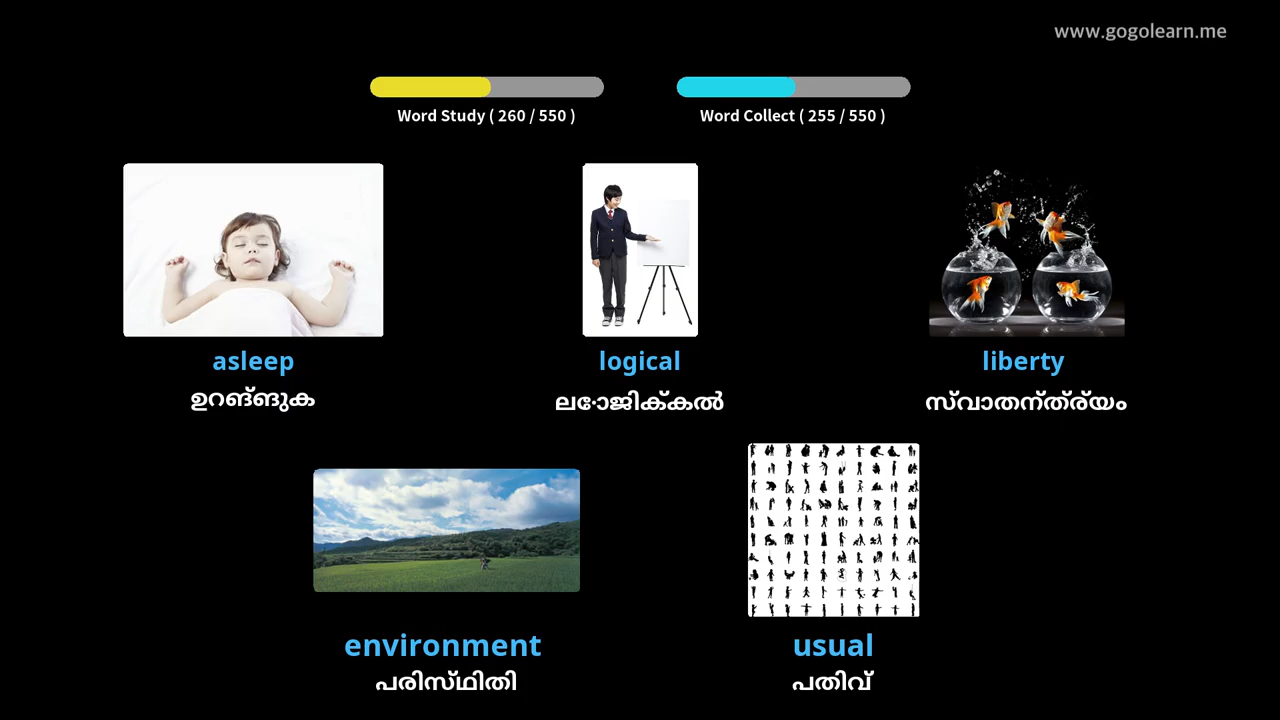 www.gogolearn.me
Word Study ( 260 / 550 )
Word Collect ( 255 / 550 )
asleep
ഉറങ്ങുക
logical
ലോജിക്കൽ
liberty
സ്വാതന്ത്ര്യം
environment
പരിസ്ഥിതി
usual
പതിവ്